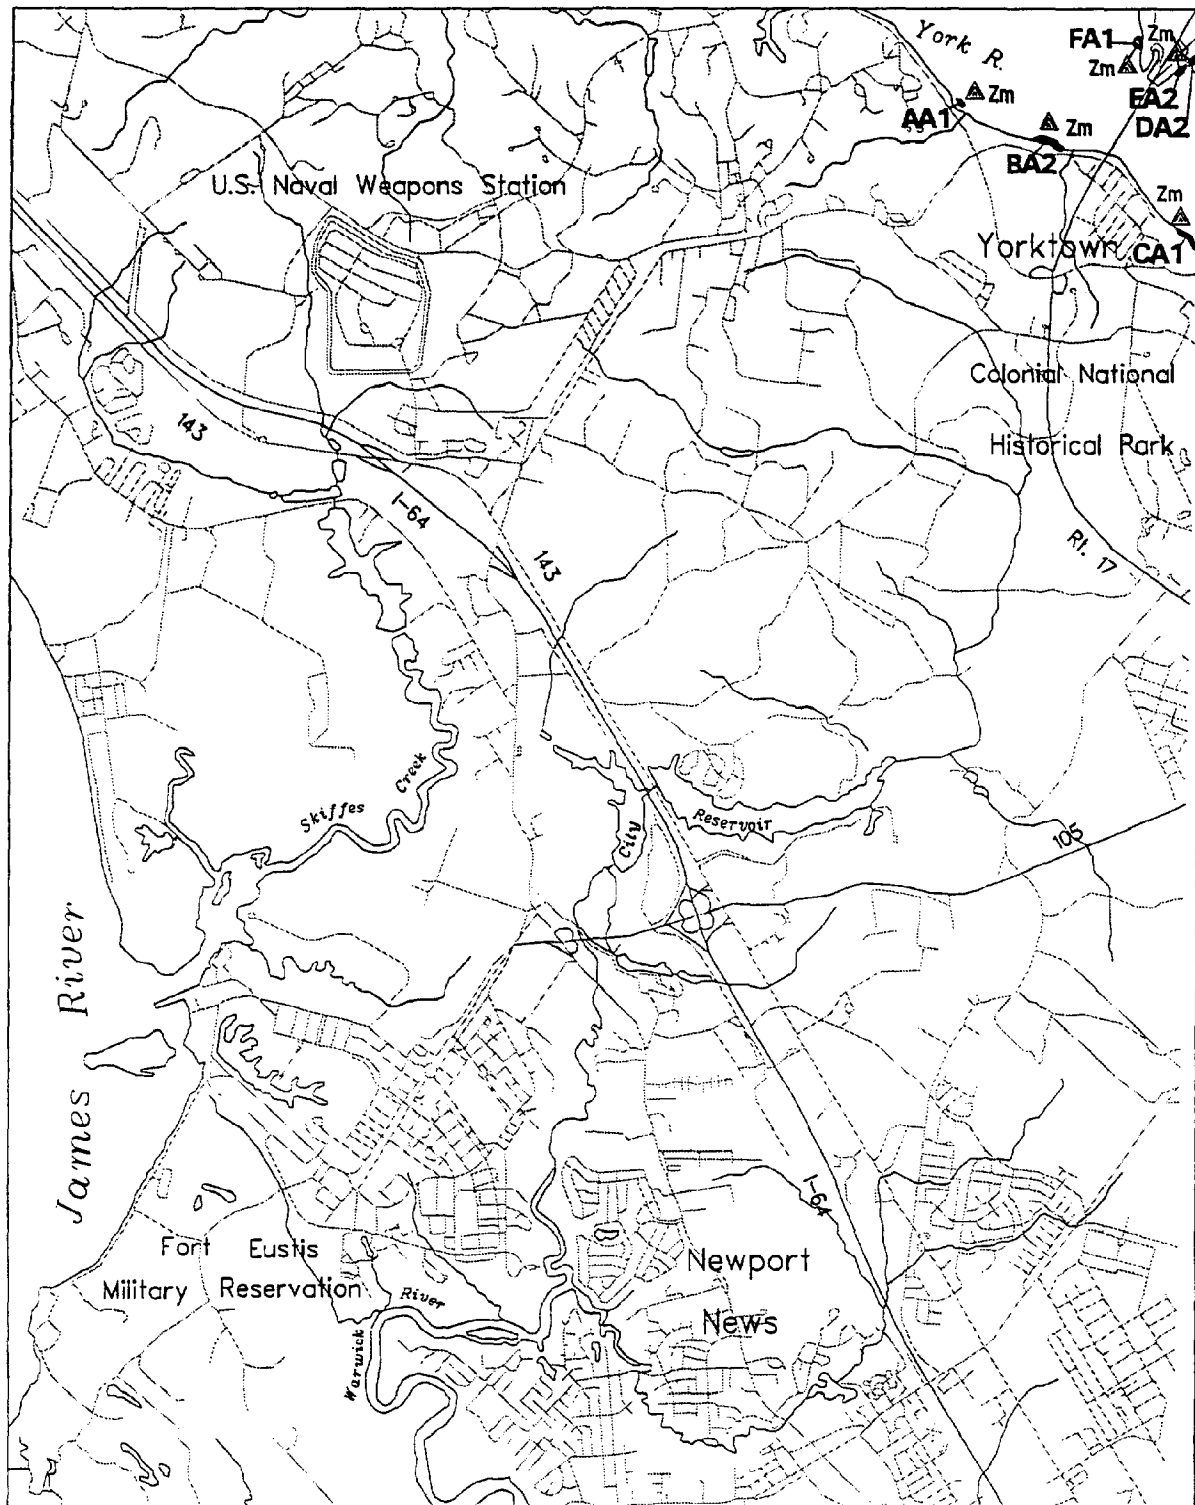 York R.
FA1
Zm
Zm
EA2
DA2
Zm
AA1
Zm
BA2
Zm
CA1
U.S. Naval Weapons Station
Yorktown
Colonial National
Historical Park
143
I-64
143
Rt. 17
Skiffes Creek
City Reservoir
105
James River
I-64
Fort Eustis
Military Reservation
Warwick River
Newport
News